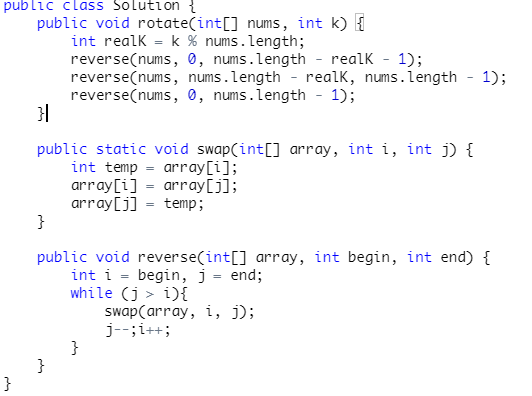 public class Solution {
    public void rotate(int[] nums, int k) {
        int realK = k % nums.length;
        reverse(nums, 0, nums.length - realK - 1);
        reverse(nums, nums.length - realK, nums.length - 1);
        reverse(nums, 0, nums.length - 1);
    }
    public static void swap(int[] array, int i, int j) {
        int temp = array[i];
        array[i] = array[j];
        array[j] = temp;
    }
    public void reverse(int[] array, int begin, int end) {
        int i = begin, j = end;
        while (j > i){
            swap(array, i, j);
            j--;i++;
        }
    }
}